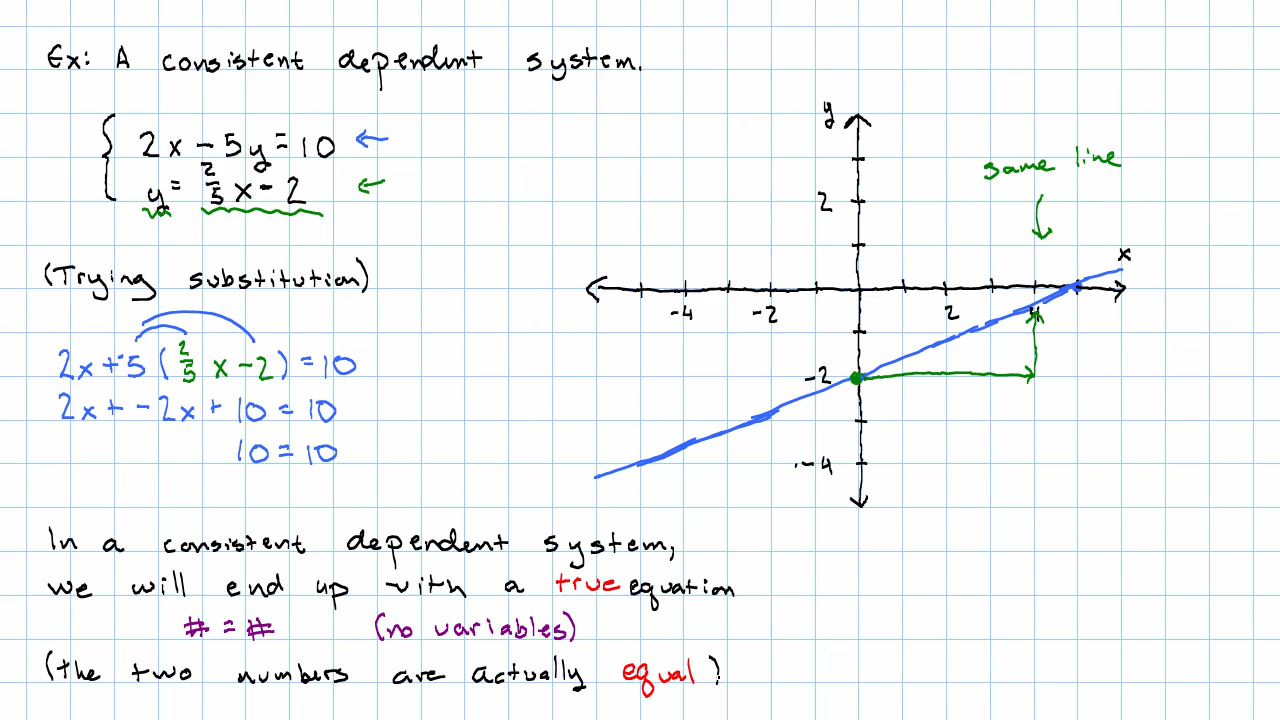 Ex: A consistent dependent system.
2x - 5y = 10 ←
y = 2/5 x - 2 ←
(Trying substitution)
2x + -5 (2/5 x - 2) = 10
2x + -2x + 10 = 10
10 = 10
y
same line
2
x
-4 -2 2 4
-2
-4
In a consistent dependent system,
we will end up with a true equation
# = # (no variables)
(the two numbers are actually equal)